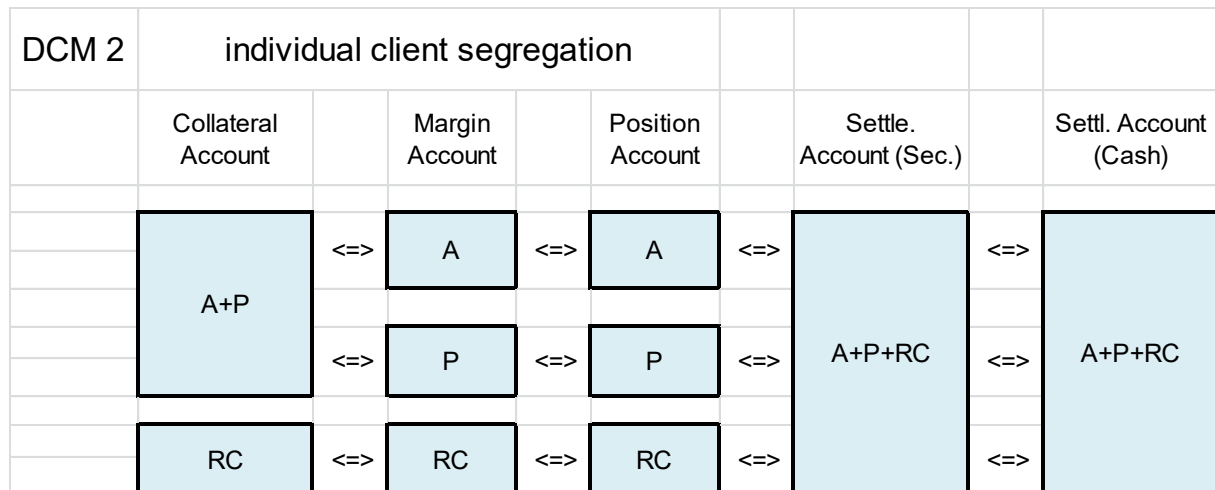 DCM 2 individual client segregation
Collateral Account Margin Account Position Account Settle. Account (Sec.) Settl. Account (Cash)
<=> A <=> A <=> <=>
A+P
<=> P <=> P <=> A+P+RC <=> A+P+RC
RC <=> RC <=> RC <=> <=>